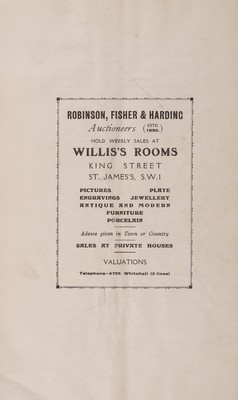 ROBINSON, FISHER & HARDING
Auctioneers (ESTD. 1830.)
HOLD WEEKLY SALES AT
WILLIS'S ROOMS
KING STREET
ST. JAMES'S, S.W.1
PICTURES PLATE
ENGRAVINGS JEWELLERY
ANTIQUE AND MODERN
FURNITURE
PORCELAIN
Advice given in Town or Country
SALES AT PRIVATE HOUSES
VALUATIONS
Telephone—4796 Whitehall (2 lines)